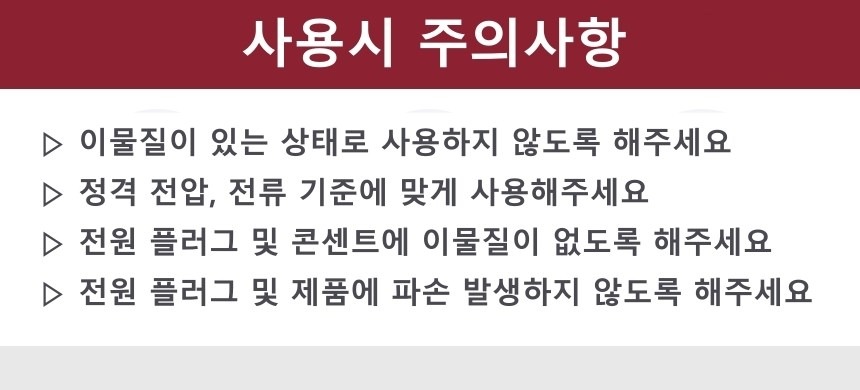 사용시 주의사항
▷ 이물질이 있는 상태로 사용하지 않도록 해주세요
▷ 정격 전압, 전류 기준에 맞게 사용해주세요
▷ 전원 플러그 및 콘센트에 이물질이 없도록 해주세요
▷ 전원 플러그 및 제품에 파손 발생하지 않도록 해주세요